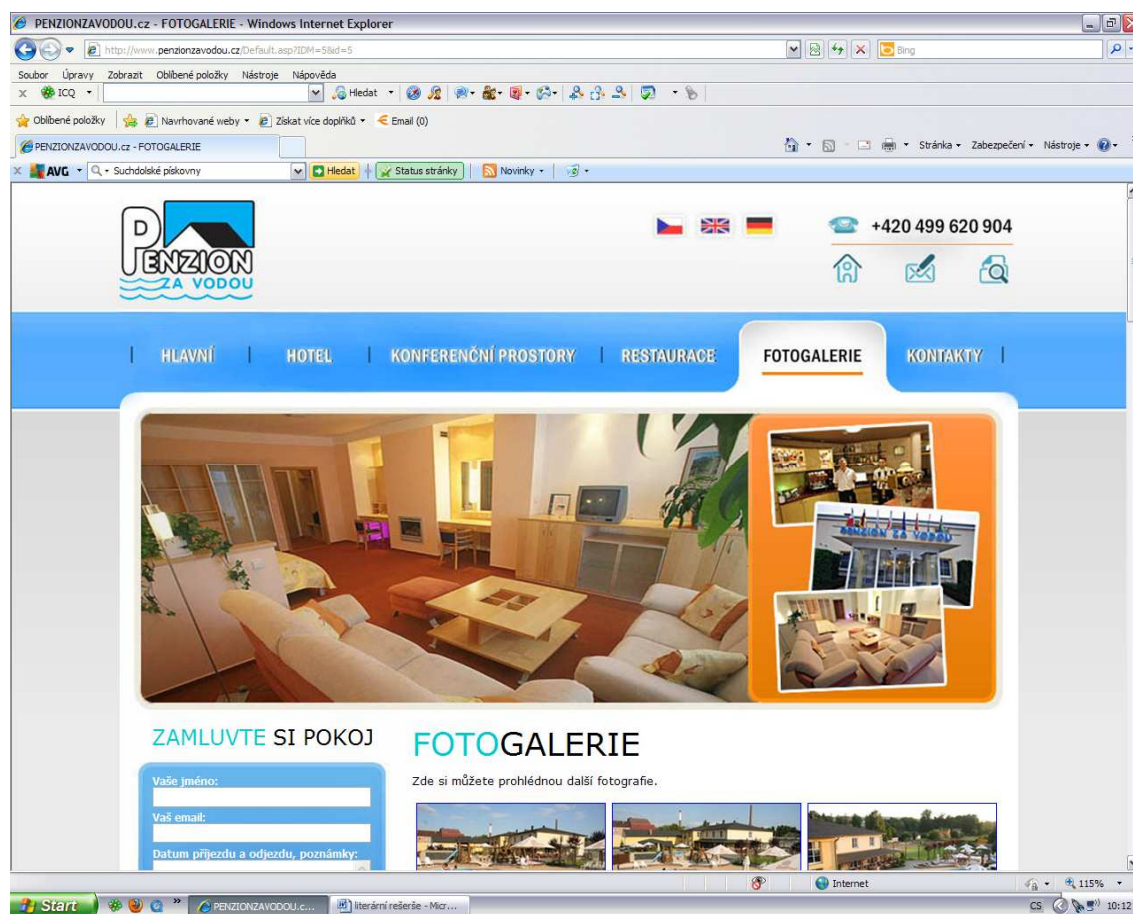 PENZIONZAVODOU.cz - FOTOGALERIE - Windows Internet Explorer
http://www.penzionzavodou.cz/Default.asp?IDM=5&id=5
Bing
Soubor Úpravy Zobrazit Oblíbené položky Nástroje Nápověda
x ICQ Hledat
Oblíbené položky Navrhované weby Získat více doplňků Email (0)
PENZIONZAVODOU.cz - FOTOGALERIE Stránka Zabezpečení Nástroje
x AVG Suchdolské pískovny Hledat Status stránky Novinky
PENZION
ZA VODOU
+420 499 620 904
HLAVNÍ HOTEL KONFERENČNÍ PROSTORY RESTAURACE FOTOGALERIE KONTAKTY
PENZION ZA VODOU
ZAMLUVTE SI POKOJ
FOTOGALERIE
Vaše jméno:
Zde si můžete prohlédnou další fotografie.
Vaš email:
Datum příjezdu a odjezdu, poznámky:
Internet 115%
Start PENZIONZAVODOU.c... literární rešerše - Micr... CS 10:12